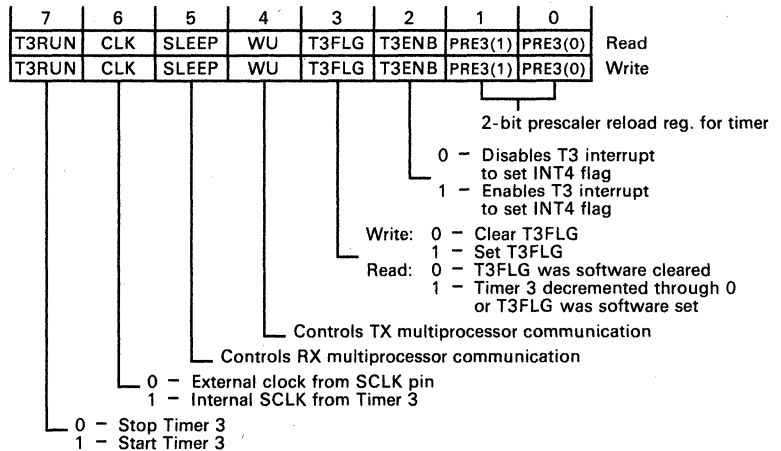 7 6 5 4 3 2 1 0
T3RUN CLK SLEEP WU T3FLG T3ENB PRE3(1) PRE3(0) Read
T3RUN CLK SLEEP WU T3FLG T3ENB PRE3(1) PRE3(0) Write
2-bit prescaler reload reg. for timer
0 – Disables T3 interrupt
to set INT4 flag
1 – Enables T3 interrupt
to set INT4 flag
Write: 0 – Clear T3FLG
1 – Set T3FLG
Read: 0 – T3FLG was software cleared
1 – Timer 3 decremented through 0
or T3FLG was software set
Controls TX multiprocessor communication
Controls RX multiprocessor communication
0 – External clock from SCLK pin
1 – Internal SCLK from Timer 3
0 – Stop Timer 3
1 – Start Timer 3